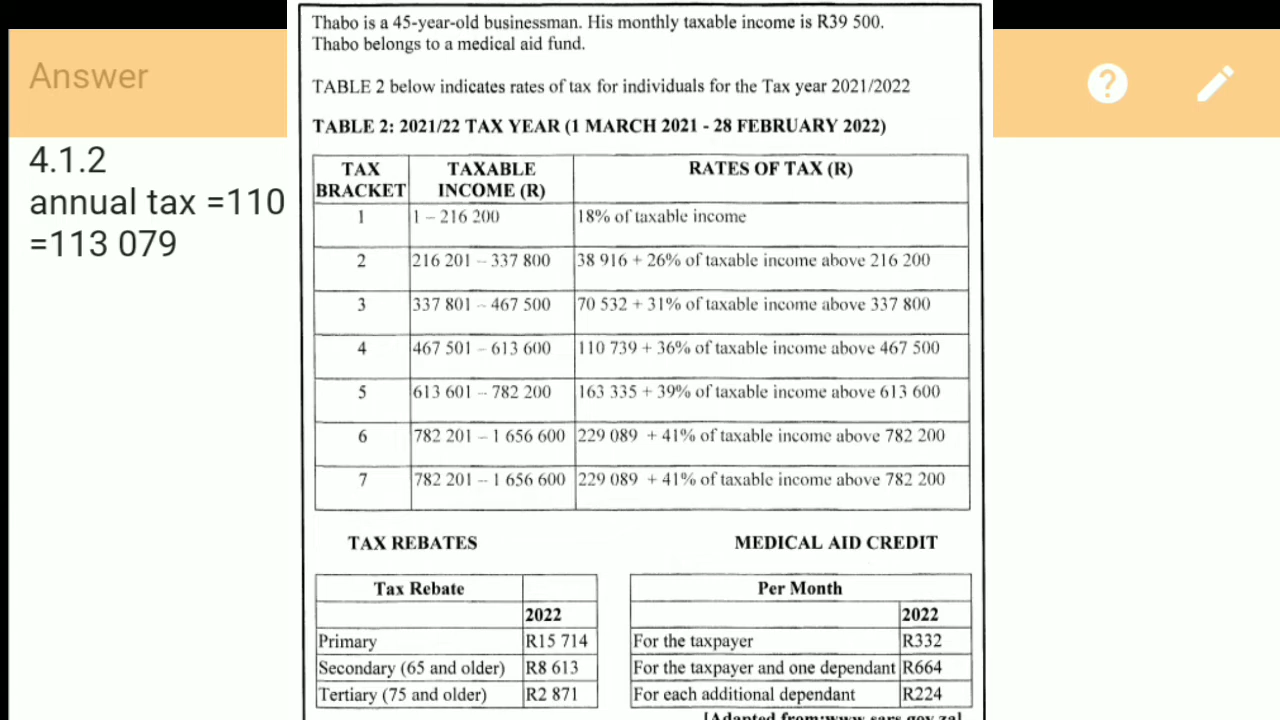 Answer
4.1.2
annual tax =110
=113 079
Thabo is a 45-year-old businessman. His monthly taxable income is R39 500.
Thabo belongs to a medical aid fund.
TABLE 2 below indicates rates of tax for individuals for the Tax year 2021/2022
TABLE 2: 2021/22 TAX YEAR (1 MARCH 2021 - 28 FEBRUARY 2022)
TAX BRACKET TAXABLE INCOME (R) RATES OF TAX (R)
1 1 – 216 200 18% of taxable income
2 216 201 – 337 800 38 916 + 26% of taxable income above 216 200
3 337 801 – 467 500 70 532 + 31% of taxable income above 337 800
4 467 501 – 613 600 110 739 + 36% of taxable income above 467 500
5 613 601 – 782 200 163 335 + 39% of taxable income above 613 600
6 782 201 – 1 656 600 229 089 + 41% of taxable income above 782 200
7 782 201 – 1 656 600 229 089 + 41% of taxable income above 782 200
TAX REBATES
Tax Rebate
2022
Primary R15 714
Secondary (65 and older) R8 613
Tertiary (75 and older) R2 871
MEDICAL AID CREDIT
Per Month
2022
For the taxpayer R332
For the taxpayer and one dependant R664
For each additional dependant R224
[Adapted from:www.sars.gov.za]